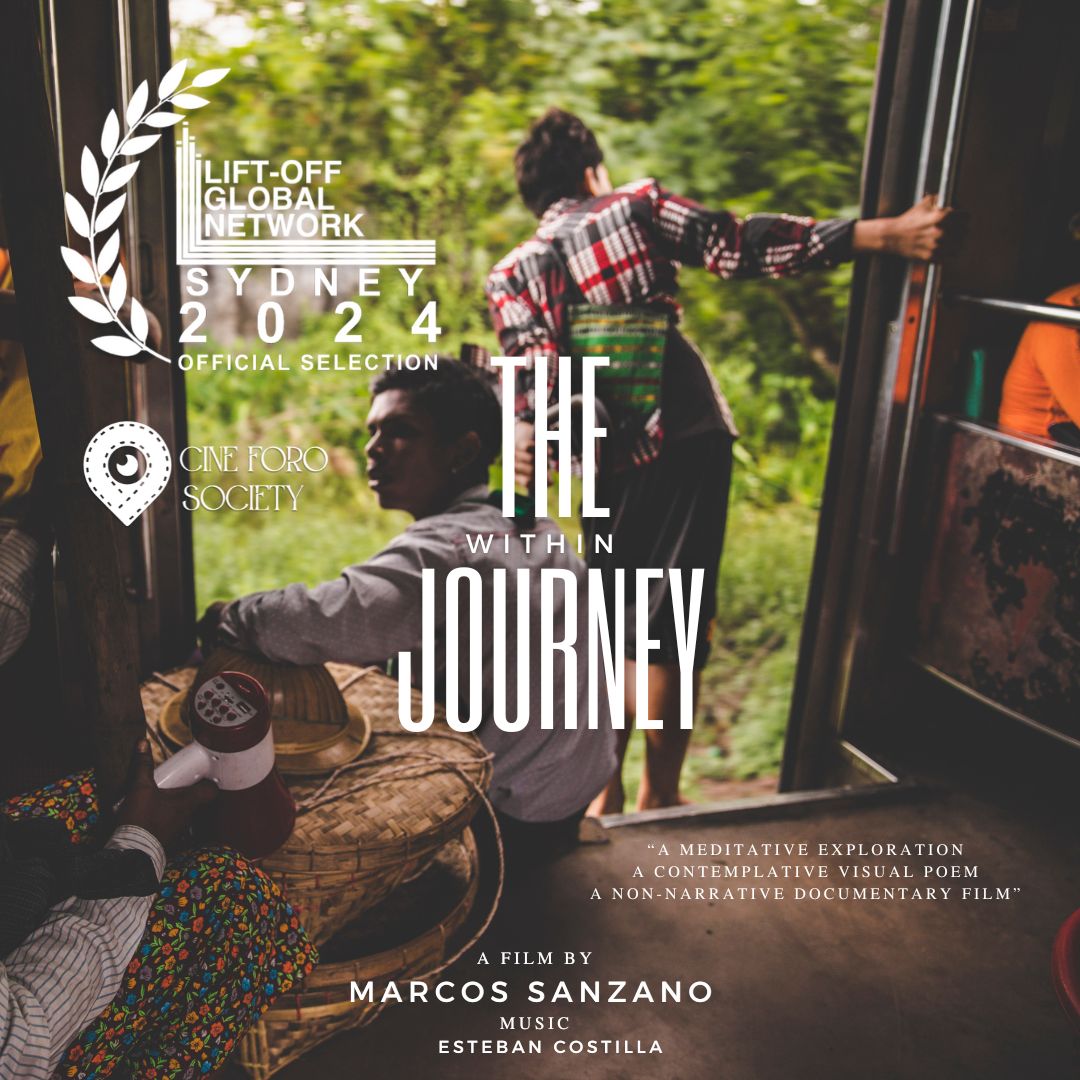 LIFT-OFF
GLOBAL
NETWORK
SYDNEY
2024
OFFICIAL SELECTION
CINE FORO
SOCIETY
THE
WITHIN
JOURNEY
“A MEDITATIVE EXPLORATION
A CONTEMPLATIVE VISUAL POEM
A NON-NARRATIVE DOCUMENTARY FILM”
A FILM BY
MARCOS SANZANO
MUSIC
ESTEBAN COSTILLA